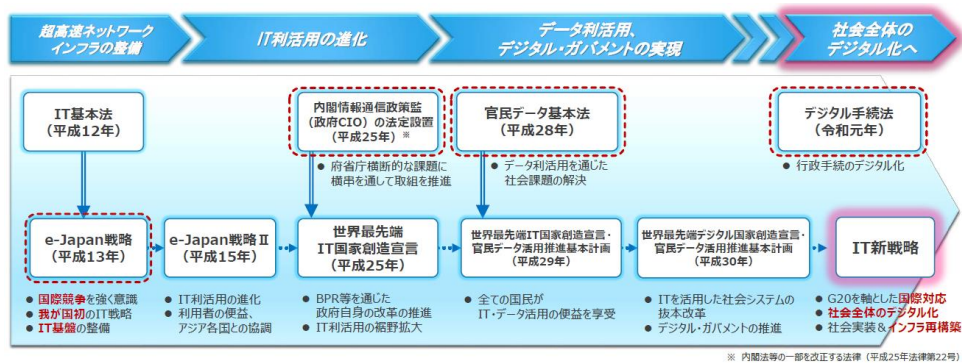 超高速ネットワーク
インフラの整備
IT利活用の進化
データ利活用、
デジタル・ガバメントの実現
社会全体の
デジタル化へ
IT基本法
(平成12年)
内閣情報通信政策監
(政府CIO)の法定設置
(平成25年)※
● 府省庁横断的な課題に
横串を通して取組を推進
官民データ基本法
(平成28年)
● データ利活用を通じた
社会課題の解決
デジタル手続法
(令和元年)
● 行政手続のデジタル化
e-Japan戦略
(平成13年)
● 国際競争を強く意識
● 我が国初のIT戦略
● IT基盤の整備
e-Japan戦略Ⅱ
(平成15年)
● IT利活用の進化
● 利用者の便益、
アジア各国との協調
世界最先端
IT国家創造宣言
(平成25年)
● BPR等を通じた
政府自身の改革の推進
● IT利活用の裾野拡大
世界最先端IT国家創造宣言・
官民データ活用推進基本計画
(平成29年)
● 全ての国民が
IT・データ活用の便益を享受
世界最先端デジタル国家創造宣言・
官民データ活用推進基本計画
(平成30年)
● ITを活用した社会システムの
抜本改革
● デジタル・ガバメントの推進
IT新戦略
● G20を軸とした国際対応
● 社会全体のデジタル化
● 社会実装&インフラ再構築
※ 内閣法等の一部を改正する法律(平成25年法律第22号)